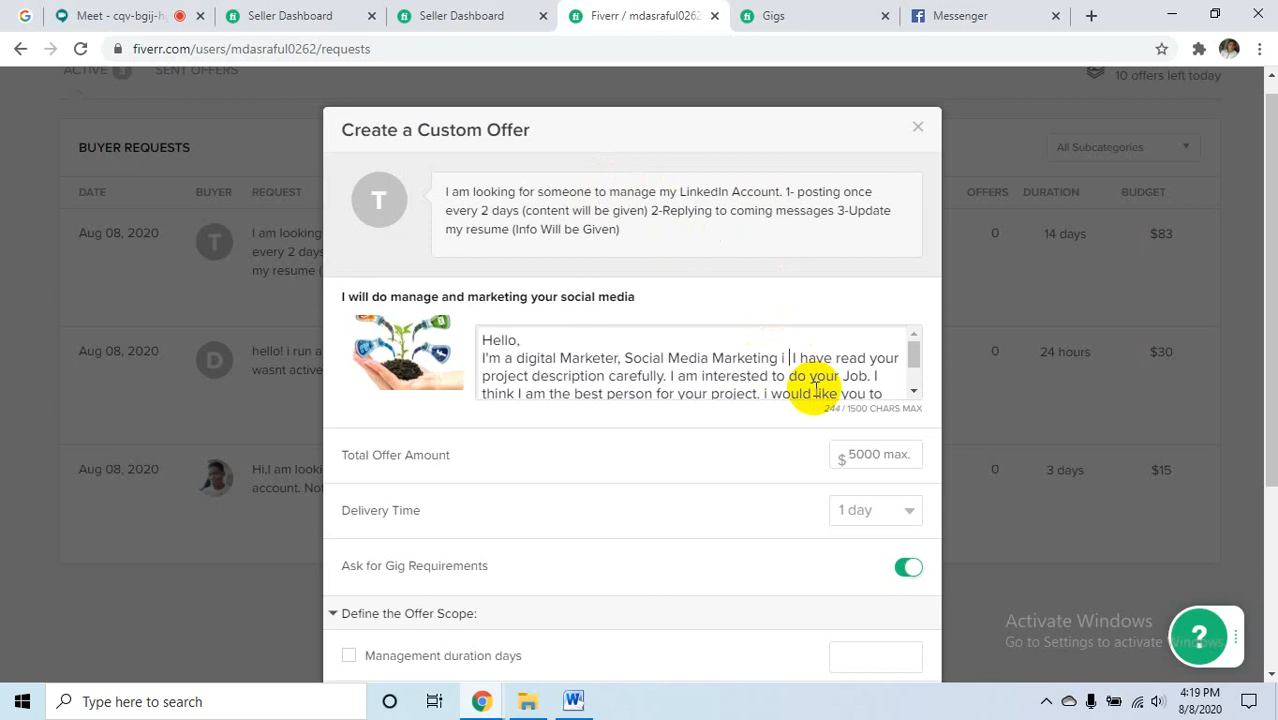 Meet - cqv-bgij-h
Seller Dashboard
Seller Dashboard
Fiverr / mdasraful0262
Gigs
Messenger
fiverr.com/users/mdasraful0262/requests
ACTIVE 3 SENT OFFERS
10 offers left today
Create a Custom Offer
BUYER REQUESTS
All Subcategories
DATE BUYER REQUEST OFFERS DURATION BUDGET
T
I am looking for someone to manage my LinkedIn Account. 1- posting once
every 2 days (content will be given) 2-Replying to coming messages 3-Update
my resume (Info Will be Given)
Aug 08, 2020 T I am looking 0 14 days $83
every 2 days
my resume (
I will do manage and marketing your social media
Hello,
I'm a digital Marketer, Social Media Marketing i I have read your
project description carefully. I am interested to do your Job. I
think I am the best person for your project. i would like you to
244 / 1500 CHARS MAX
Aug 08, 2020 D hello! i run a 0 24 hours $30
wasnt active
Total Offer Amount
$ 5000 max.
Aug 08, 2020 Hi,I am looki 0 3 days $15
account. Not
Delivery Time
1 day
Ask for Gig Requirements
Define the Offer Scope:
Management duration days
Activate Windows
Go to Settings to activate Windows.
?
Type here to search
4:19 PM
8/8/2020